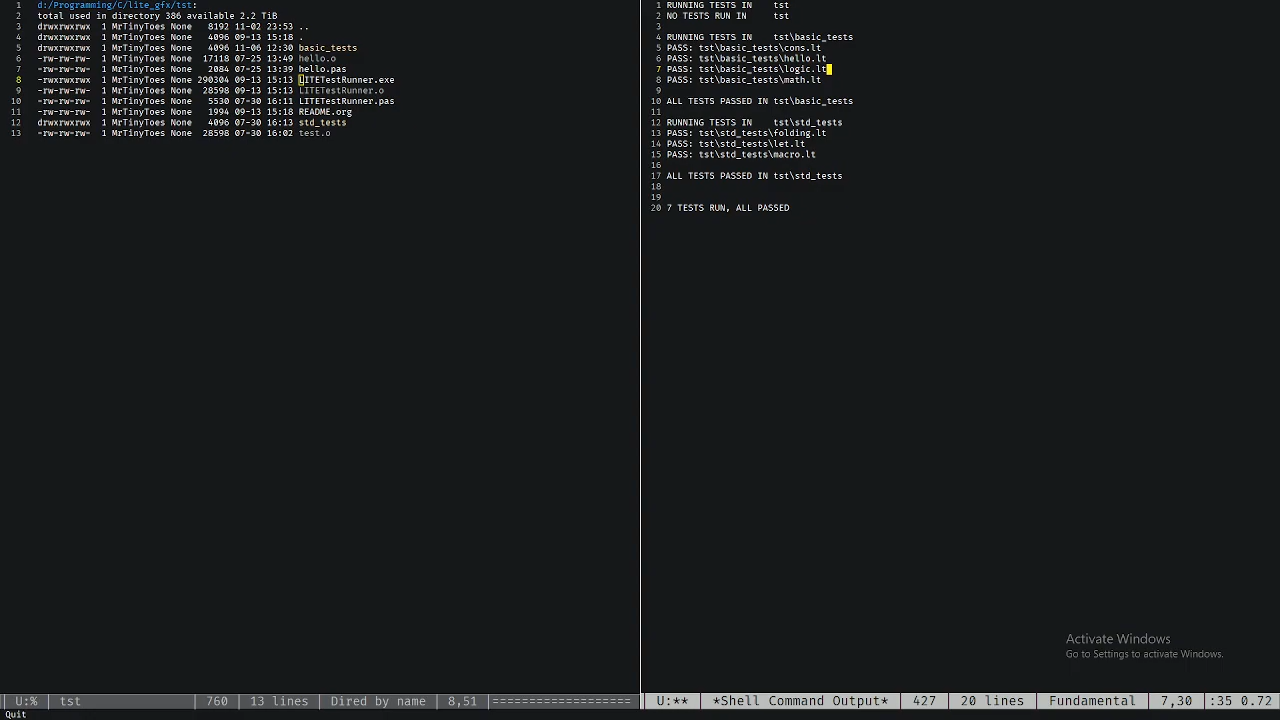 1 d:/Programming/C/lite_gfx/tst:
2 total used in directory 386 available 2.2 TiB
3 drwxrwxrwx 1 MrTinyToes None 8192 11-02 23:53 ..
4 drwxrwxrwx 1 MrTinyToes None 4096 09-13 15:18 .
5 drwxrwxrwx 1 MrTinyToes None 4096 11-06 12:30 basic_tests
6 -rw-rw-rw- 1 MrTinyToes None 17118 07-25 13:49 hello.o
7 -rw-rw-rw- 1 MrTinyToes None 2084 07-25 13:39 hello.pas
8 -rwxrwxrwx 1 MrTinyToes None 290304 09-13 15:13 LITETestRunner.exe
9 -rw-rw-rw- 1 MrTinyToes None 28598 09-13 15:13 LITETestRunner.o
10 -rw-rw-rw- 1 MrTinyToes None 5530 07-30 16:11 LITETestRunner.pas
11 -rw-rw-rw- 1 MrTinyToes None 1994 09-13 15:18 README.org
12 drwxrwxrwx 1 MrTinyToes None 4096 07-30 16:13 std_tests
13 -rw-rw-rw- 1 MrTinyToes None 28598 07-30 16:02 test.o
U:% tst 760 13 lines Dired by name 8,51 ===================
1 RUNNING TESTS IN tst
2 NO TESTS RUN IN tst
3
4 RUNNING TESTS IN tst\basic_tests
5 PASS: tst\basic_tests\cons.lt
6 PASS: tst\basic_tests\hello.lt
7 PASS: tst\basic_tests\logic.lt
8 PASS: tst\basic_tests\math.lt
9
10 ALL TESTS PASSED IN tst\basic_tests
11
12 RUNNING TESTS IN tst\std_tests
13 PASS: tst\std_tests\folding.lt
14 PASS: tst\std_tests\let.lt
15 PASS: tst\std_tests\macro.lt
16
17 ALL TESTS PASSED IN tst\std_tests
18
19
20 7 TESTS RUN, ALL PASSED
Activate Windows
Go to Settings to activate Windows.
U:** *Shell Command Output* 427 20 lines Fundamental 7,30 :35 0.72
Quit